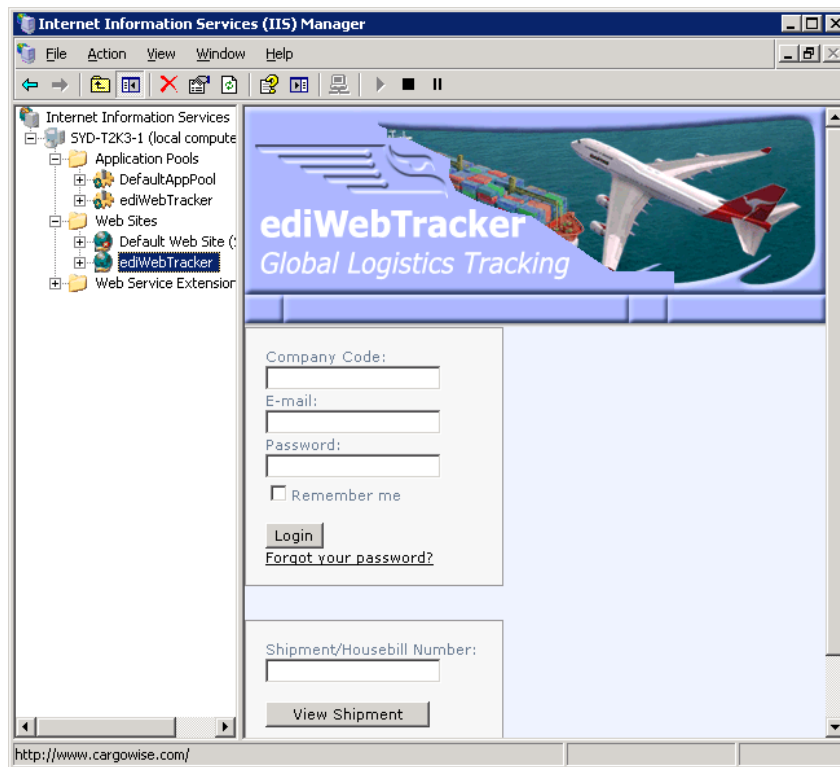 Internet Information Services (IIS) Manager
File Action View Window Help
Internet Information Services
SYD-T2K3-1 (local compute
Application Pools
DefaultAppPool
ediWebTracker
Web Sites
Default Web Site (
ediWebTracker
Web Service Extension
ediWebTracker
Global Logistics Tracking
Company Code:
E-mail:
Password:
Remember me
Login
Forgot your password?
Shipment/Housebill Number:
View Shipment
http://www.cargowise.com/